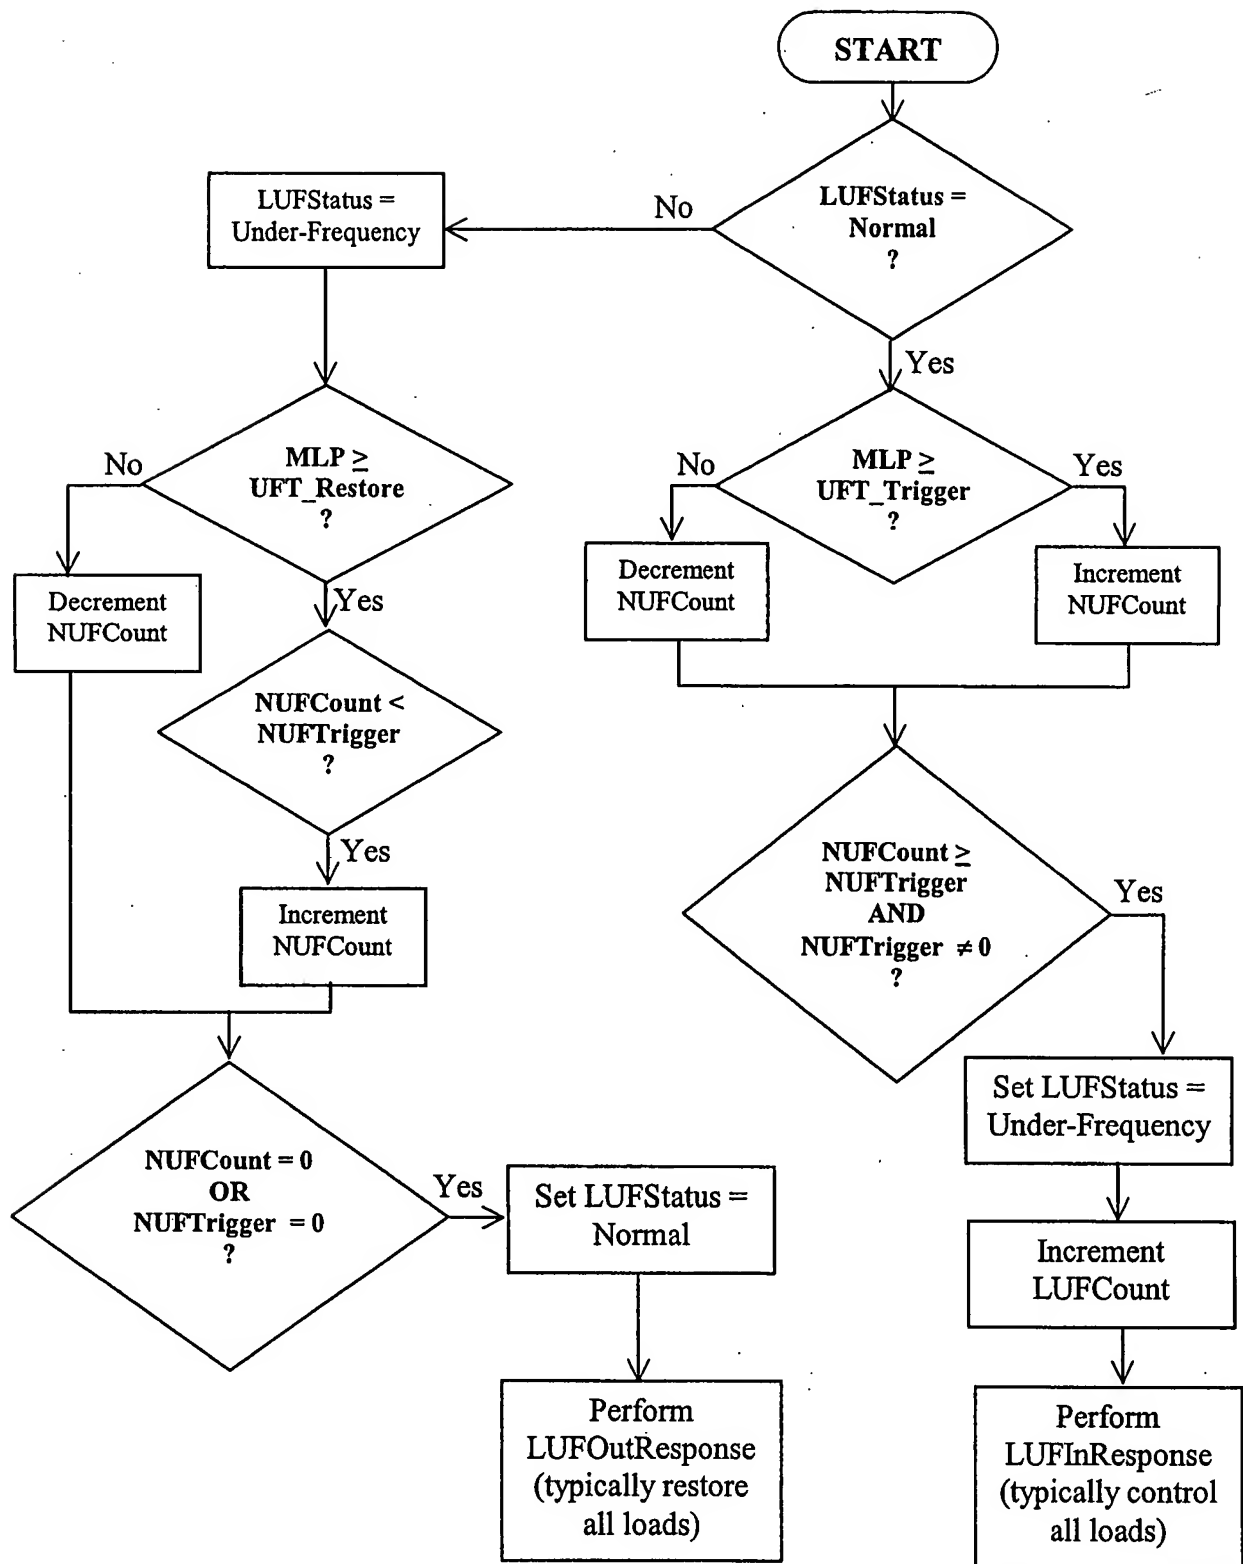 START
LUFStatus =
Normal
?
No
LUFStatus =
Under-Frequency
Yes
MLP ≥
UFT_Restore
?
No
MLP ≥
UFT_Trigger
?
No
Yes
Decrement
NUFCount
Yes
Decrement
NUFCount
Increment
NUFCount
NUFCount <
NUFTrigger
?
Yes
Increment
NUFCount
NUFCount ≥
NUFTrigger
AND
NUFTrigger ≠ 0
?
Yes
NUFCount = 0
OR
NUFTrigger = 0
?
Yes
Set LUFStatus =
Normal
Set LUFStatus =
Under-Frequency
Increment
LUFCount
Perform
LUFOutResponse
(typically restore
all loads)
Perform
LUFInResponse
(typically control
all loads)